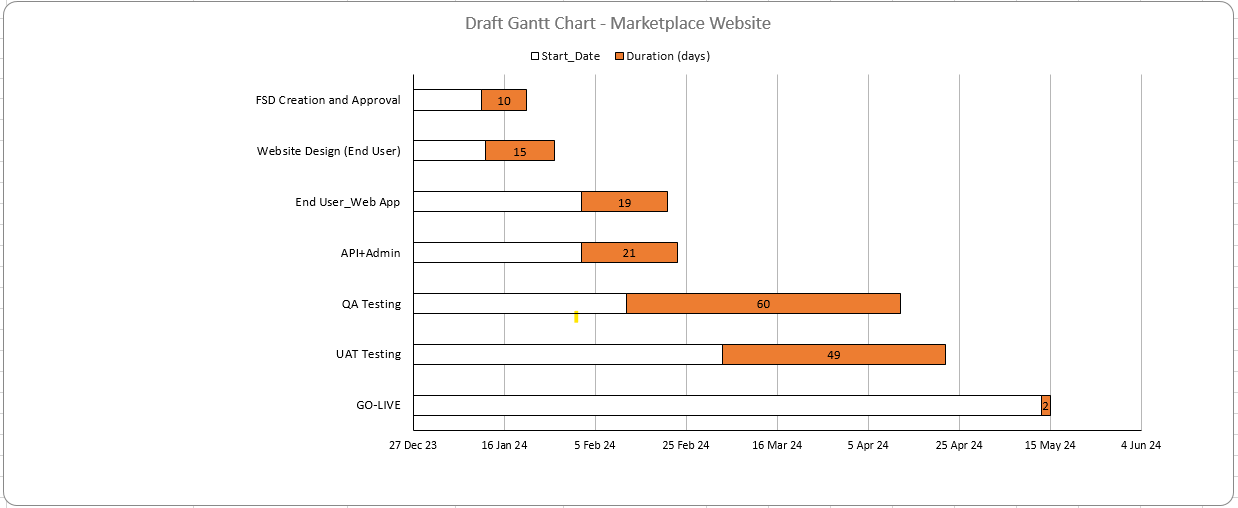 Draft Gantt Chart - Marketplace Website
Start_Date Duration (days)
FSD Creation and Approval 10
Website Design (End User) 15
End User_Web App 19
API+Admin 21
QA Testing 60
UAT Testing 49
GO-LIVE 2
27 Dec 23 16 Jan 24 5 Feb 24 25 Feb 24 16 Mar 24 5 Apr 24 25 Apr 24 15 May 24 4 Jun 24